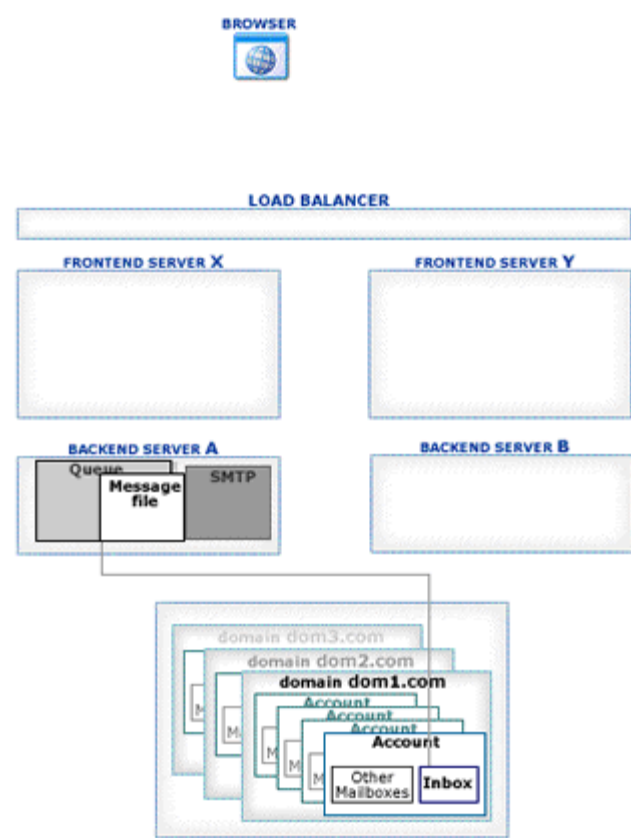 BROWSER
LOAD BALANCER
FRONTEND SERVER X
FRONTEND SERVER Y
BACKEND SERVER A
BACKEND SERVER B
Queue
SMTP
Message
file
domain dom3.com
domain dom2.com
domain dom1.com
Account
Account
Account
Account
M
M
M
M
M
Other
Mailboxes
Inbox